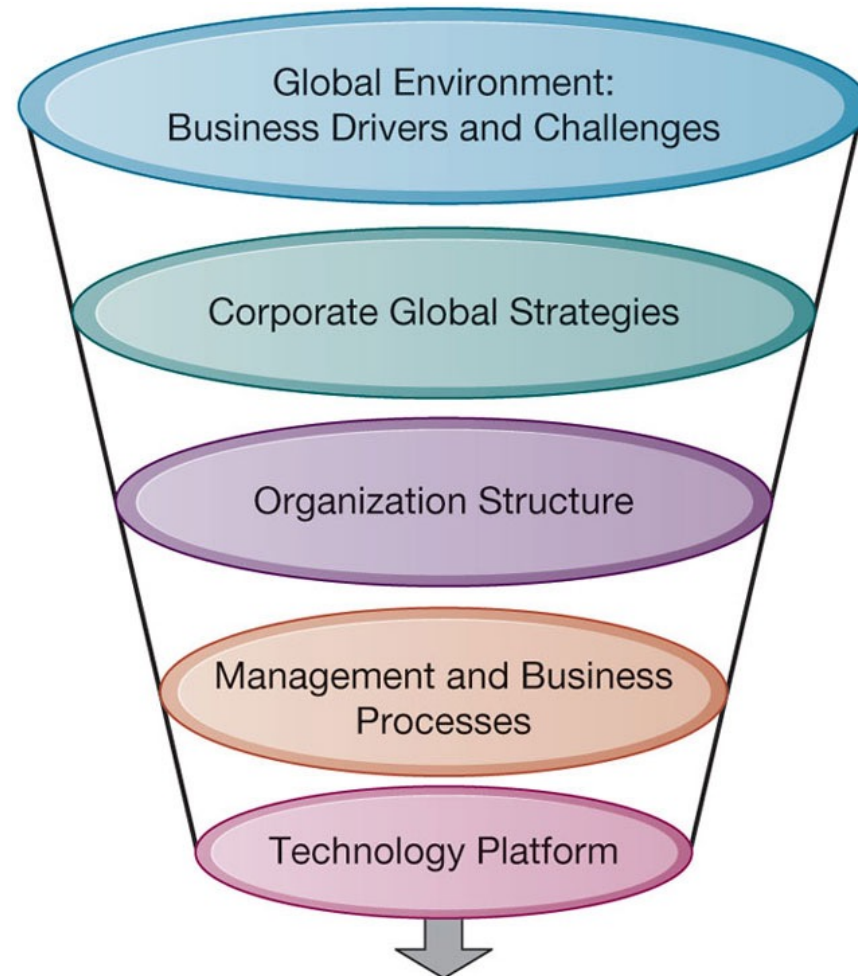 Global Environment:
Business Drivers and Challenges
Corporate Global Strategies
Organization Structure
Management and Business
Processes
Technology Platform